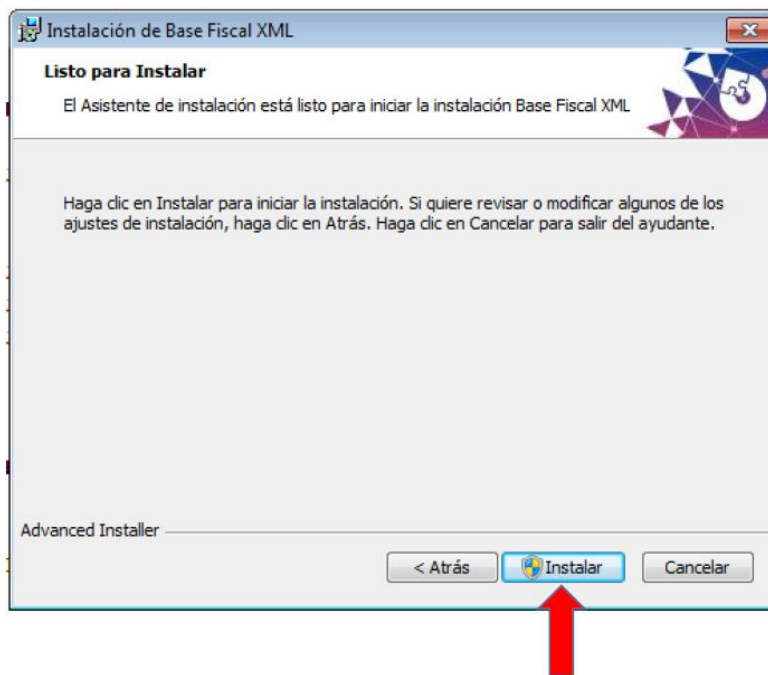 Instalación de Base Fiscal XML
Listo para Instalar
El Asistente de instalación está listo para iniciar la instalación Base Fiscal XML
Haga clic en Instalar para iniciar la instalación. Si quiere revisar o modificar algunos de los
ajustes de instalación, haga clic en Atrás. Haga clic en Cancelar para salir del ayudante.
Advanced Installer
< Atrás
Instalar
Cancelar